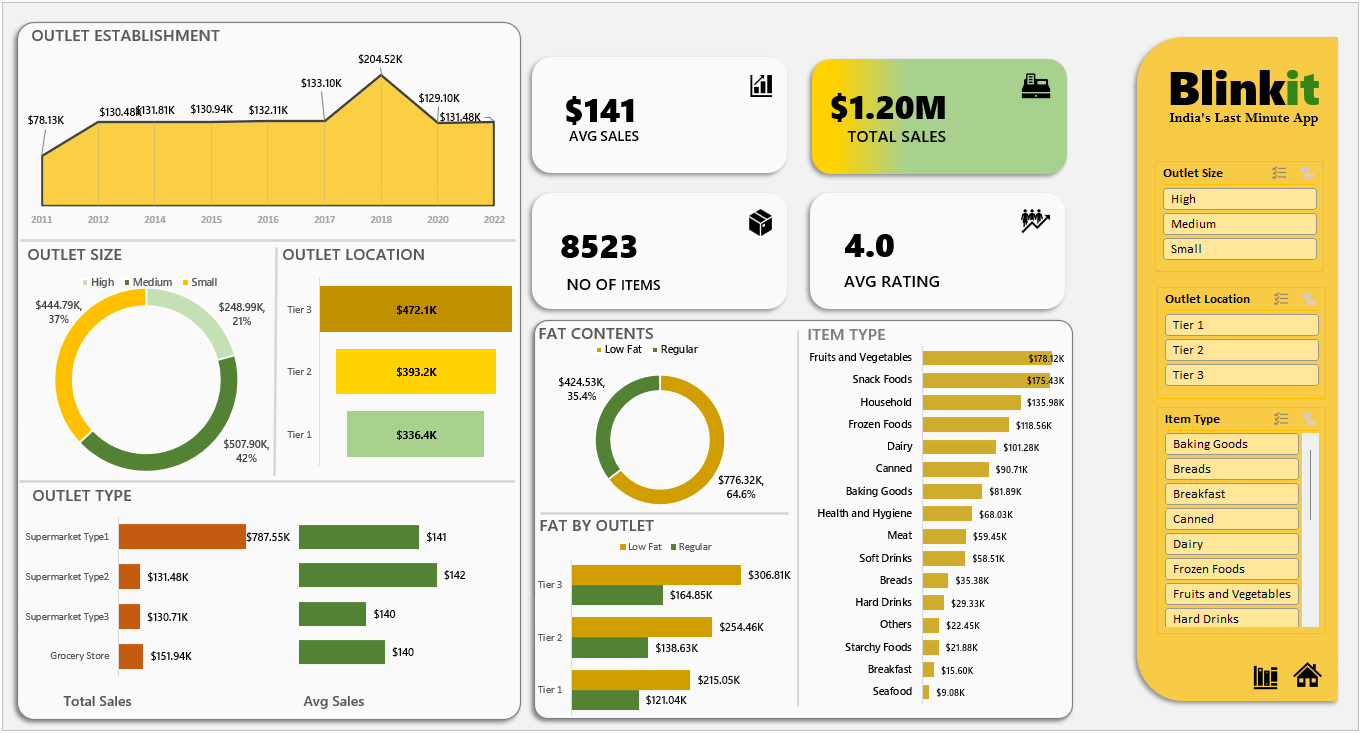 OUTLET ESTABLISHMENT
$204.52K
$133.10K
$129.10K
$130.48K
$131.81K
$130.94K
$132.11K
$131.48K
$78.13K
2011 2012 2014 2015 2016 2017 2018 2020 2022
OUTLET SIZE
High Medium Small
$444.79K, 37%
$248.99K, 21%
$507.90K, 42%
OUTLET LOCATION
Tier 3 $472.1K
Tier 2 $393.2K
Tier 1 $336.4K
OUTLET TYPE
Supermarket Type1 $787.55K $141
Supermarket Type2 $131.48K $142
Supermarket Type3 $130.71K $140
Grocery Store $151.94K $140
Total Sales Avg Sales
$141
AVG SALES
$1.20M
TOTAL SALES
8523
NO OF ITEMS
4.0
AVG RATING
FAT CONTENTS
Low Fat Regular
$424.53K, 35.4%
$776.32K, 64.6%
FAT BY OUTLET
Low Fat Regular
Tier 3 $306.81K
$164.85K
Tier 2 $254.46K
$138.63K
Tier 1 $215.05K
$121.04K
ITEM TYPE
Fruits and Vegetables $178.12K
Snack Foods $175.43K
Household $135.98K
Frozen Foods $118.56K
Dairy $101.28K
Canned $90.71K
Baking Goods $81.89K
Health and Hygiene $68.03K
Meat $59.45K
Soft Drinks $58.51K
Breads $35.38K
Hard Drinks $29.33K
Others $22.45K
Starchy Foods $21.88K
Breakfast $15.60K
Seafood $9.08K
Blinkit
India's Last Minute App
Outlet Size
High
Medium
Small
Outlet Location
Tier 1
Tier 2
Tier 3
Item Type
Baking Goods
Breads
Breakfast
Canned
Dairy
Frozen Foods
Fruits and Vegetables
Hard Drinks